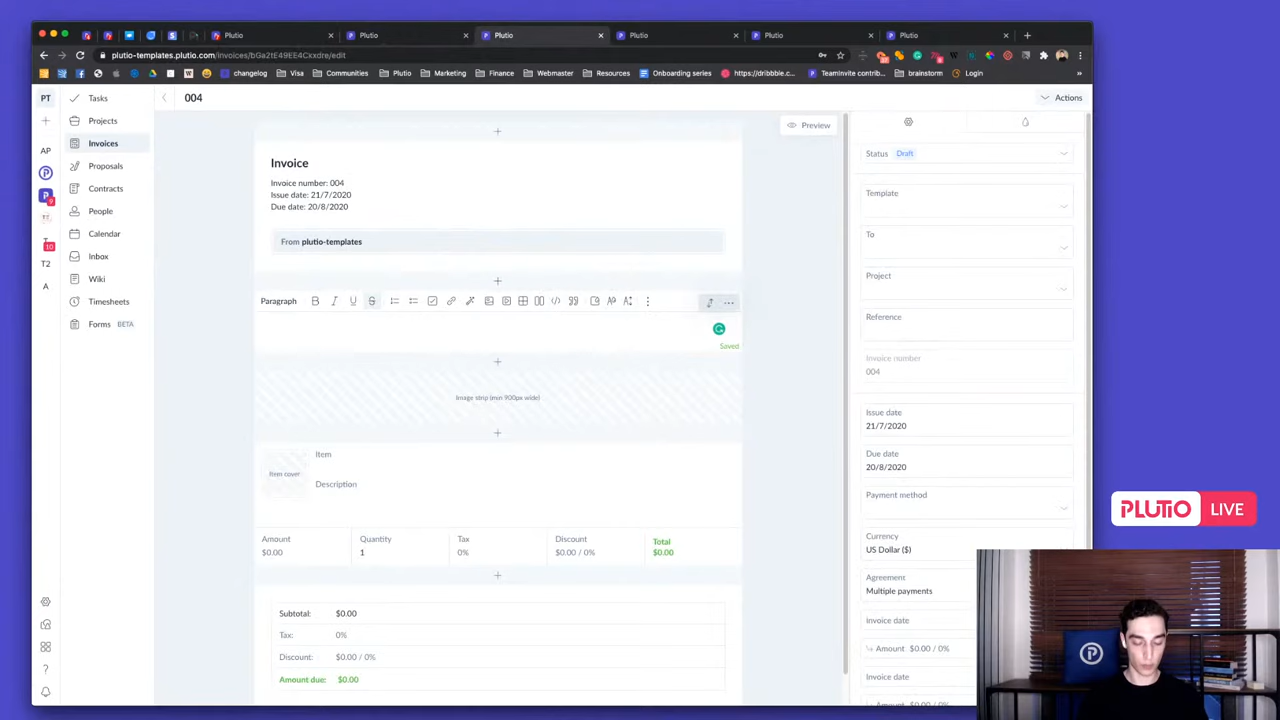 Plutio
Plutio
Plutio
Plutio
Plutio
Plutio
plutio-templates.plutio.com/invoices/bGa2tE49EE4Cxxdre/edit
changelog
Visa
Communities
Plutio
Marketing
Finance
Webmaster
Resources
Onboarding series
https://dribbble.c...
TeamInvite contrib...
brainstorm
Login
PT
Tasks
004
Actions
Projects
Preview
Invoices
AP
Status Draft
Proposals
Invoice
Contracts
Invoice number: 004
Template
9
Issue date: 21/7/2020
People
Due date: 20/8/2020
Calendar
To
From plutio-templates
10
Inbox
T2
Project
Wiki
A
Paragraph
Timesheets
Reference
Forms BETA
Saved
Invoice number
004
Image strip (min 900px wide)
Issue date
21/7/2020
Item
Due date
Item cover
20/8/2020
Description
Payment method
PLUTIO LIVE
Amount
Quantity
Tax
Discount
Total
$0.00
1
0%
$0.00 / 0%
$0.00
Currency
US Dollar ($)
Agreement
Multiple payments
Subtotal: $0.00
Invoice date
Tax: 0%
Amount $0.00 / 0%
Discount: $0.00 / 0%
Amount due: $0.00
Invoice date